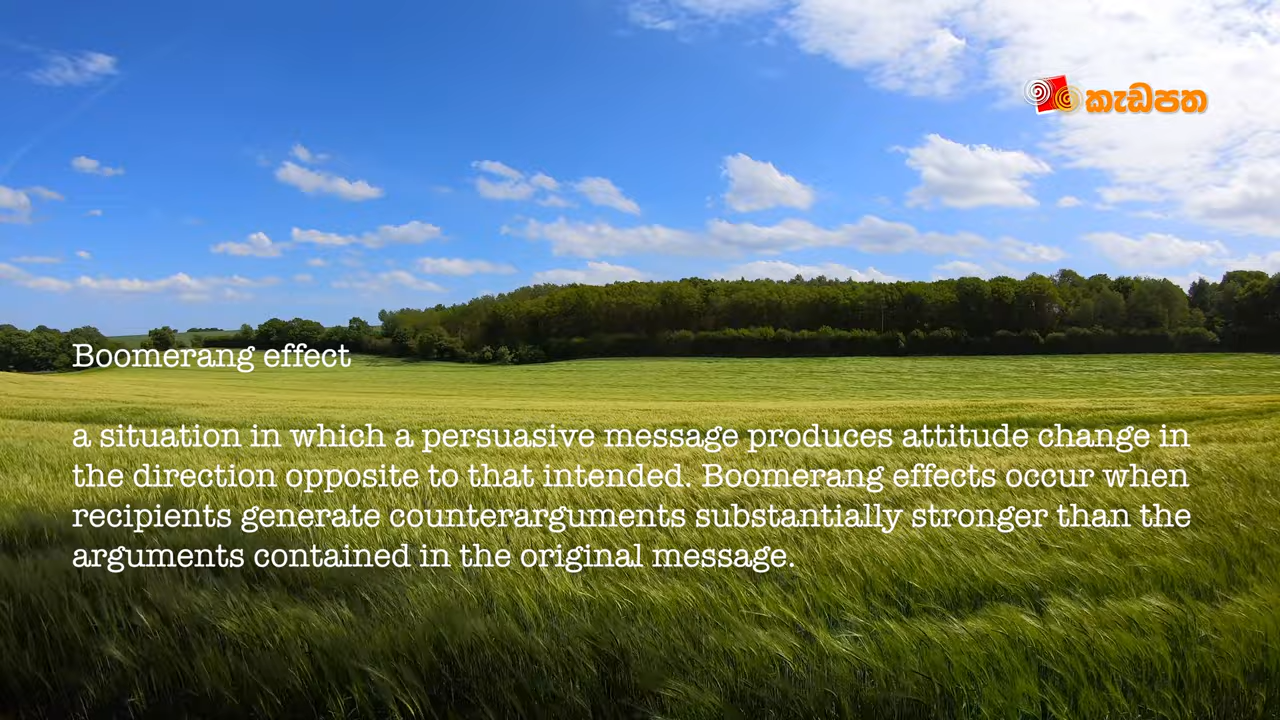 කැඩපත
Boomerang effect
a situation in which a persuasive message produces attitude change in
the direction opposite to that intended. Boomerang effects occur when
recipients generate counterarguments substantially stronger than the
arguments contained in the original message.